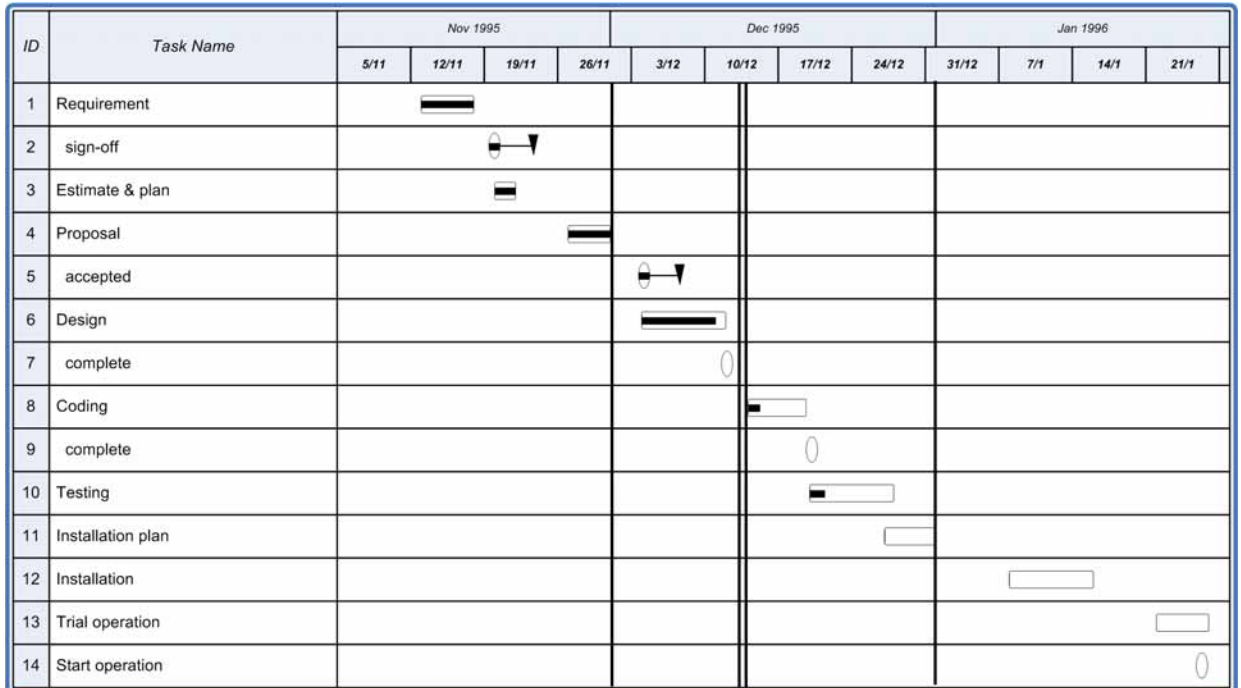 ID Task Name Nov 1995 Dec 1995 Jan 1996
5/11 12/11 19/11 26/11 3/12 10/12 17/12 24/12 31/12 7/1 14/1 21/1
1 Requirement
2 sign-off
3 Estimate & plan
4 Proposal
5 accepted
6 Design
7 complete
8 Coding
9 complete
10 Testing
11 Installation plan
12 Installation
13 Trial operation
14 Start operation